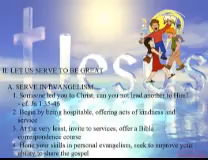 II. LET US SERVE TO BE GREAT
A. SERVE IN EVANGELISM...
1. Someone led you to Christ, can you not lead another to Him?
- cf. Jn 1:35-46
2. Begin by being hospitable, offering acts of kindness and
service
3. At the very least, invite to services, offer a Bible
correspondence course
4. Hone your skills in personal evangelism, seek to improve your
ability to share the gospel
Jesus